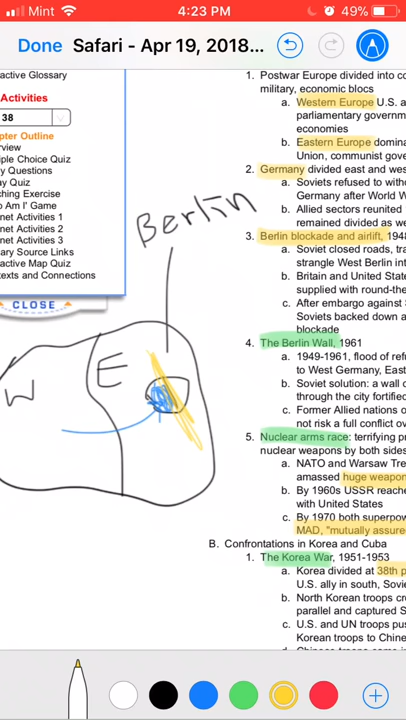 Mint
4:23 PM
49%
Done
Safari - Apr 19, 2018...
active Glossary
Activities
38
pter Outline
rview
iple Choice Quiz
y Questions
ay Quiz
ching Exercise
o Am I' Game
net Activities 1
net Activities 2
net Activities 3
ary Source Links
active Map Quiz
texts and Connections
CLOSE
Berlin
W
E
1. Postwar Europe divided into co
military, economic blocs
a. Western Europe U.S. a
parliamentary governm
economies
b. Eastern Europe domina
Union, communist gove
2. Germany divided east and wes
a. Soviets refused to with
Germany after World W
b. Allied sectors reunited
remained divided as we
3. Berlin blockade and airlift, 1948
a. Soviet closed roads, tra
strangle West Berlin int
b. Britain and United State
supplied with round-the
c. After embargo against S
Soviets backed down a
blockade
4. The Berlin Wall, 1961
a. 1949-1961, flood of refu
to West Germany, East
b. Soviet solution: a wall c
through the city fortified
c. Former Allied nations o
not risk a full conflict ov
5. Nuclear arms race: terrifying pr
nuclear weapons by both sides
a. NATO and Warsaw Trea
amassed huge weapon
b. By 1960s USSR reache
with United States
c. By 1970 both superpow
MAD, "mutually assure
B. Confrontations in Korea and Cuba
1. The Korea War, 1951-1953
a. Korea divided at 38th p
U.S. ally in south, Sovie
b. North Korean troops cro
parallel and captured S
c. U.S. and UN troops pus
Korean troops to Chine